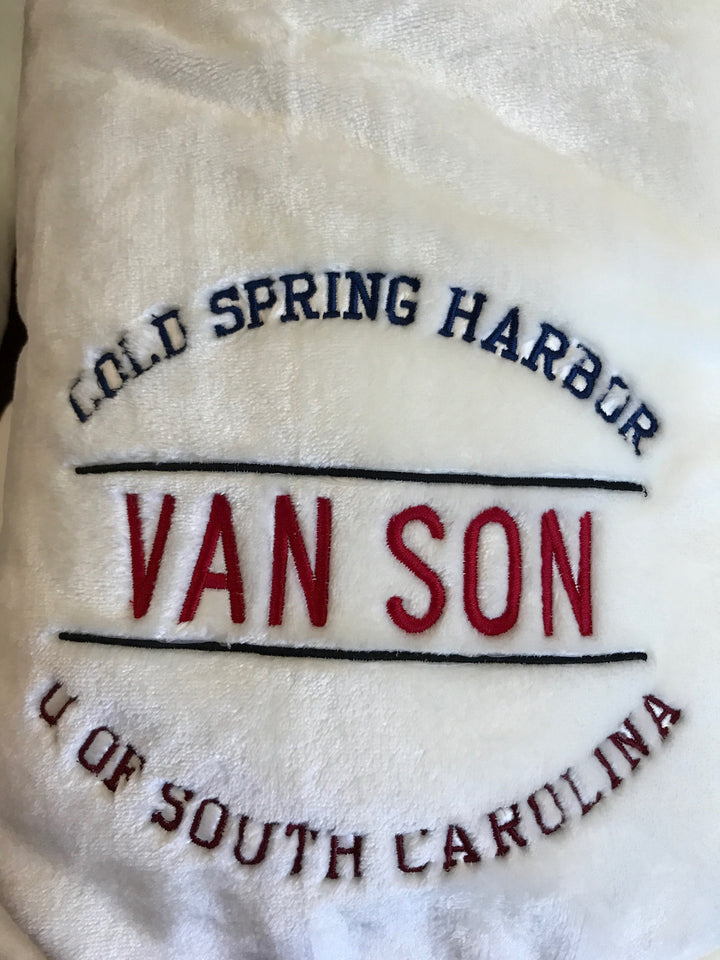 COLD SPRING HARBOR
VAN SON
U OF SOUTH CAROLINA